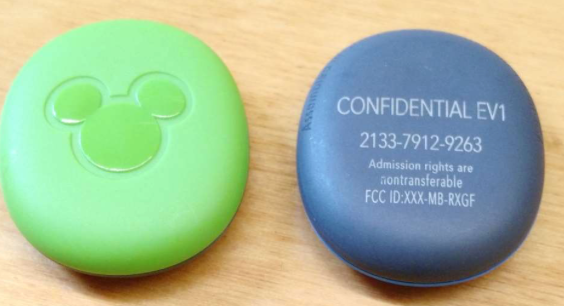 CONFIDENTIAL EV1
2133-7912-9263
Admission rights are
nontransferable
FCC ID:XXX-MB-RXGF